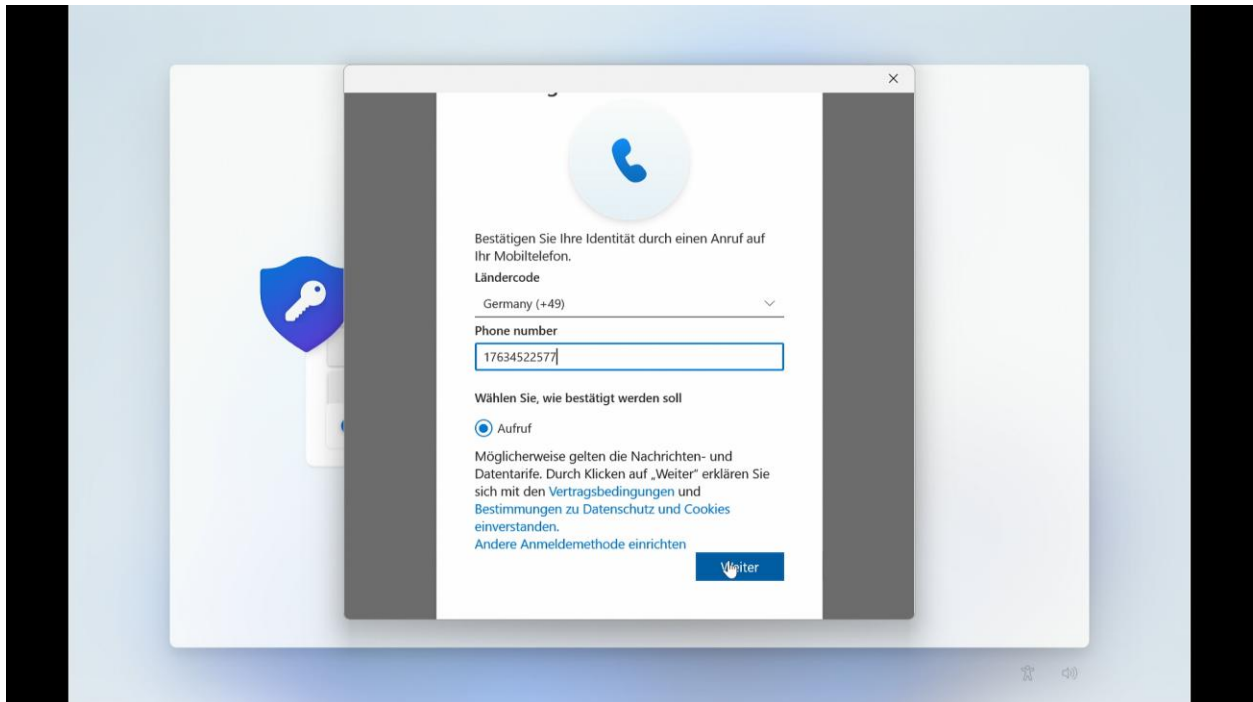 Bestätigen Sie Ihre Identität durch einen Anruf auf
Ihr Mobiltelefon.
Ländercode
Germany (+49)
Phone number
17634522577
Wählen Sie, wie bestätigt werden soll
Aufruf
Möglicherweise gelten die Nachrichten- und
Datentarife. Durch Klicken auf „Weiter" erklären Sie
sich mit den Vertragsbedingungen und
Bestimmungen zu Datenschutz und Cookies
einverstanden.
Andere Anmeldemethode einrichten
Weiter